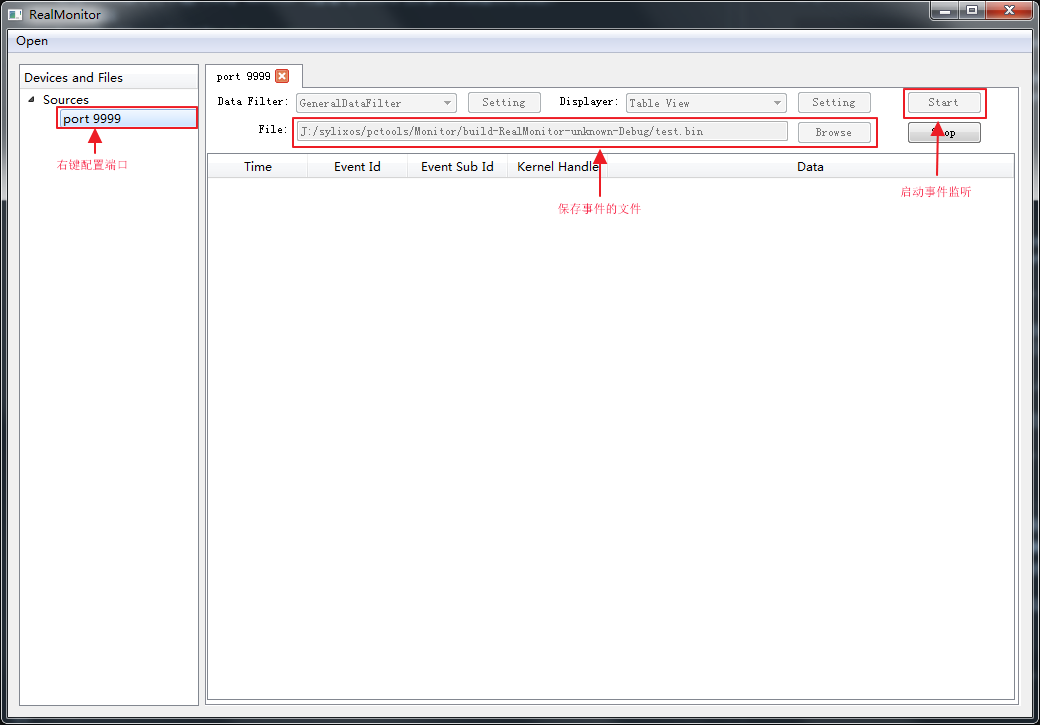 RealMonitor
Open
Devices and Files
Sources
port 9999
右键配置端口
port 9999
Data Filter: GeneralDataFilter Setting Displayer: Table View Setting Start
File: J:/sylixos/pctools/Monitor/build-RealMonitor-unknown-Debug/test.bin Browse
Time Event Id Event Sub Id Kernel Handle Data
保存事件的文件
启动事件监听